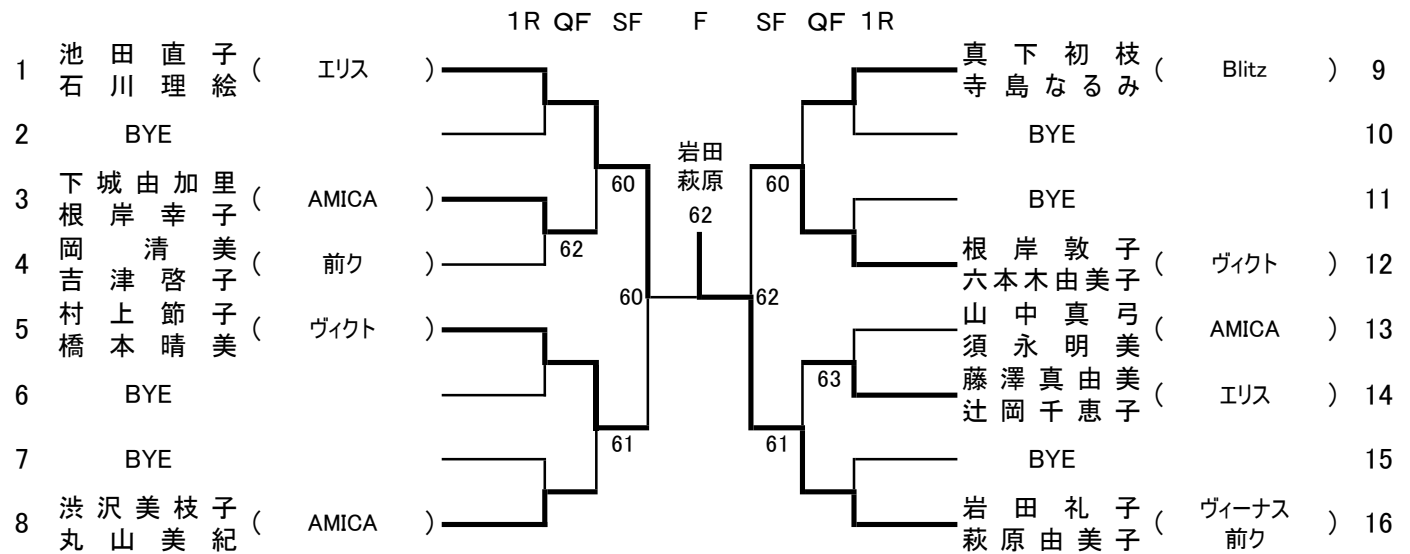 1R QF SF F SF QF 1R
1 池田直子 石川理絵 ( エリス )
2 BYE
3 下城由加里 根岸幸子 ( AMICA )
4 岡清美 吉津啓子 ( 前ク )
5 村上節子 橋本晴美 ( ヴィクト )
6 BYE
7 BYE
8 渋沢美枝子 丸山美紀 ( AMICA )
60
62
60
61
岩田
萩原
62
60
62
63
61
真下初枝 寺島なるみ ( Blitz ) 9
BYE 10
BYE 11
根岸敦子 六本木由美子 ( ヴィクト ) 12
山中真弓 須永明美 ( AMICA ) 13
藤澤真由美 辻岡千恵子 ( エリス ) 14
BYE 15
岩田礼子 萩原由美子 ( ヴィーナス 前ク ) 16